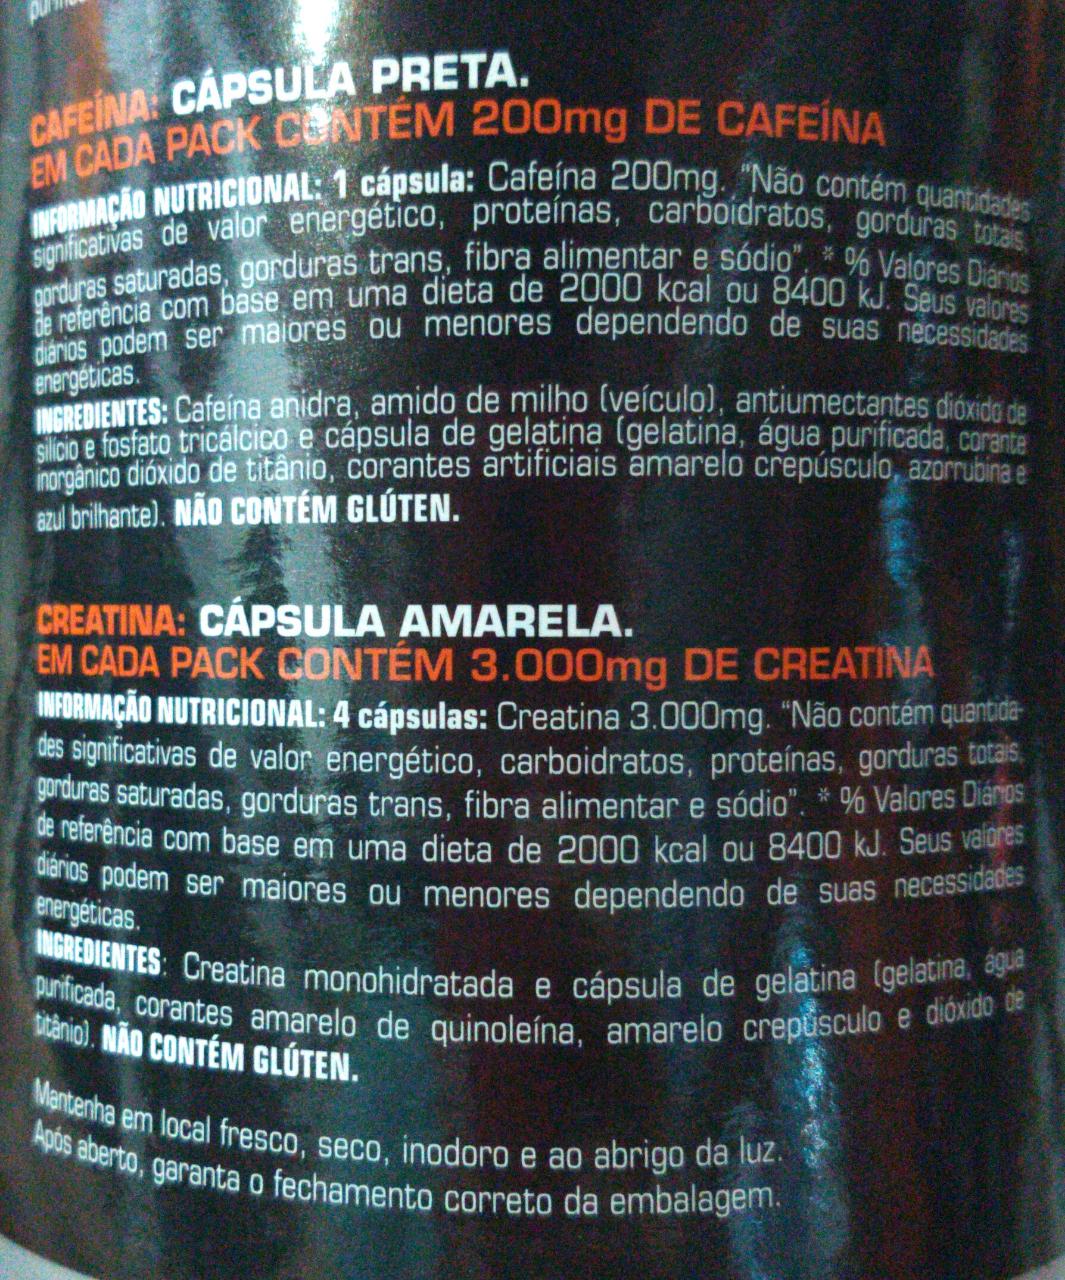 CAFEÍNA: CÁPSULA PRETA.
EM CADA PACK CONTÉM 200mg DE CAFEÍNA
INFORMAÇÃO NUTRICIONAL: 1 cápsula: Cafeína 200mg. "Não contém quantidades
significativas de valor energético, proteínas, carboidratos, gorduras totais,
gorduras saturadas, gorduras trans, fibra alimentar e sódio". * % Valores Diários
de referência com base em uma dieta de 2000 kcal ou 8400 kJ. Seus valores
diários podem ser maiores ou menores dependendo de suas necessidades
energéticas.
INGREDIENTES: Cafeína anidra, amido de milho (veículo), antiumectantes dióxido de
silício e fosfato tricálcico e cápsula de gelatina (gelatina, água purificada, corante
inorgânico dióxido de titânio, corantes artificiais amarelo crepúsculo, azorrubina e
azul brilhante). NÃO CONTÉM GLÚTEN.
CREATINA: CÁPSULA AMARELA.
EM CADA PACK CONTÉM 3.000mg DE CREATINA
INFORMAÇÃO NUTRICIONAL: 4 cápsulas: Creatina 3.000mg. "Não contém quantida-
des significativas de valor energético, carboidratos, proteínas, gorduras totais,
gorduras saturadas, gorduras trans, fibra alimentar e sódio". * % Valores Diários
de referência com base em uma dieta de 2000 kcal ou 8400 kJ. Seus valores
diários podem ser maiores ou menores dependendo de suas necessidades
energéticas.
INGREDIENTES: Creatina monohidratada e cápsula de gelatina (gelatina, água
purificada, corantes amarelo de quinoleína, amarelo crepúsculo e dióxido de
titânio). NÃO CONTÉM GLÚTEN.
Mantenha em local fresco, seco, inodoro e ao abrigo da luz.
Após aberto, garanta o fechamento correto da embalagem.